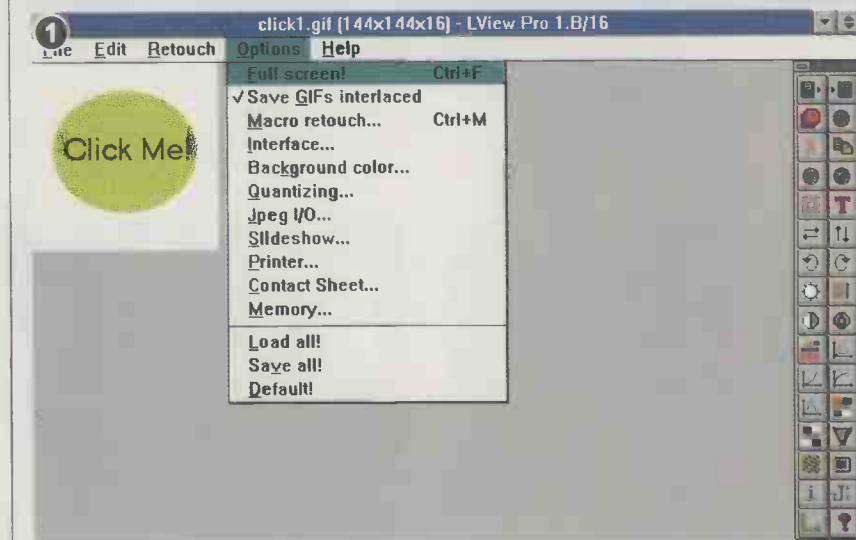 click1.gif (144x144x16) - LView Pro 1.B/16
1
File Edit Retouch Options Help
Click Me!
Full screen! Ctrl+F
✓ Save GIFs interlaced
Macro retouch... Ctrl+M
Interface...
Background color...
Quantizing...
Jpeg I/O...
Slideshow...
Printer...
Contact Sheet...
Memory...
Load all!
Save all!
Default!
T
i